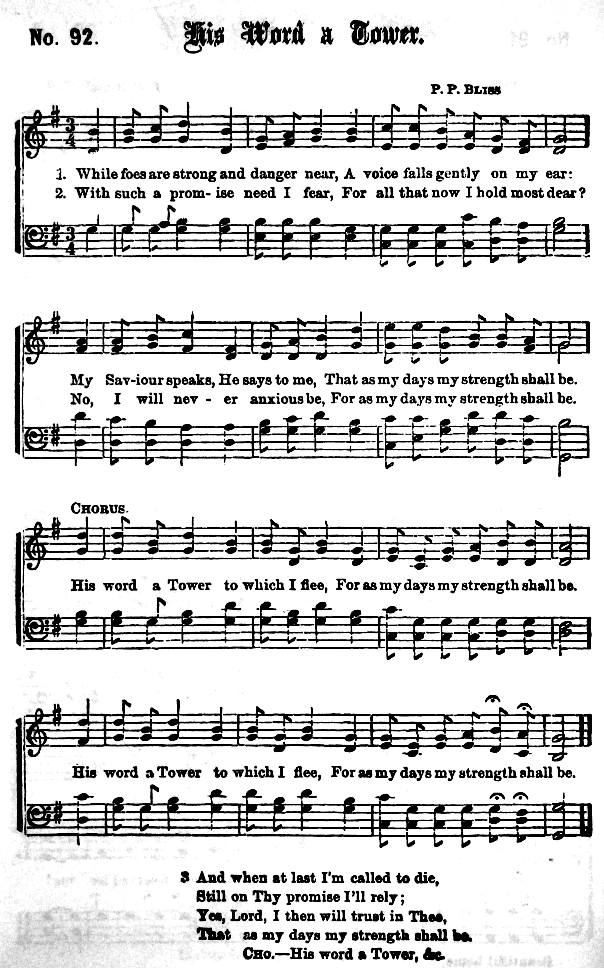 No. 92.
His Word a Tower.
P. P. BLISS
1. While foes are strong and danger near, A voice falls gently on my ear:
2. With such a prom-ise need I fear, For all that now I hold most dear?
My Sav-iour speaks, He says to me, That as my days my strength shall be.
No, I will nev - er anxious be, For as my days my strength shall be.
CHORUS.
His word a Tower to which I flee, For as my days my strength shall be.
His word a Tower to which I flee, For as my days my strength shall be.
3 And when at last I'm called to die,
Still on Thy promise I'll rely;
Yes, Lord, I then will trust in Thee,
That as my days my strength shall be.
CHO.—His word a Tower, &c.